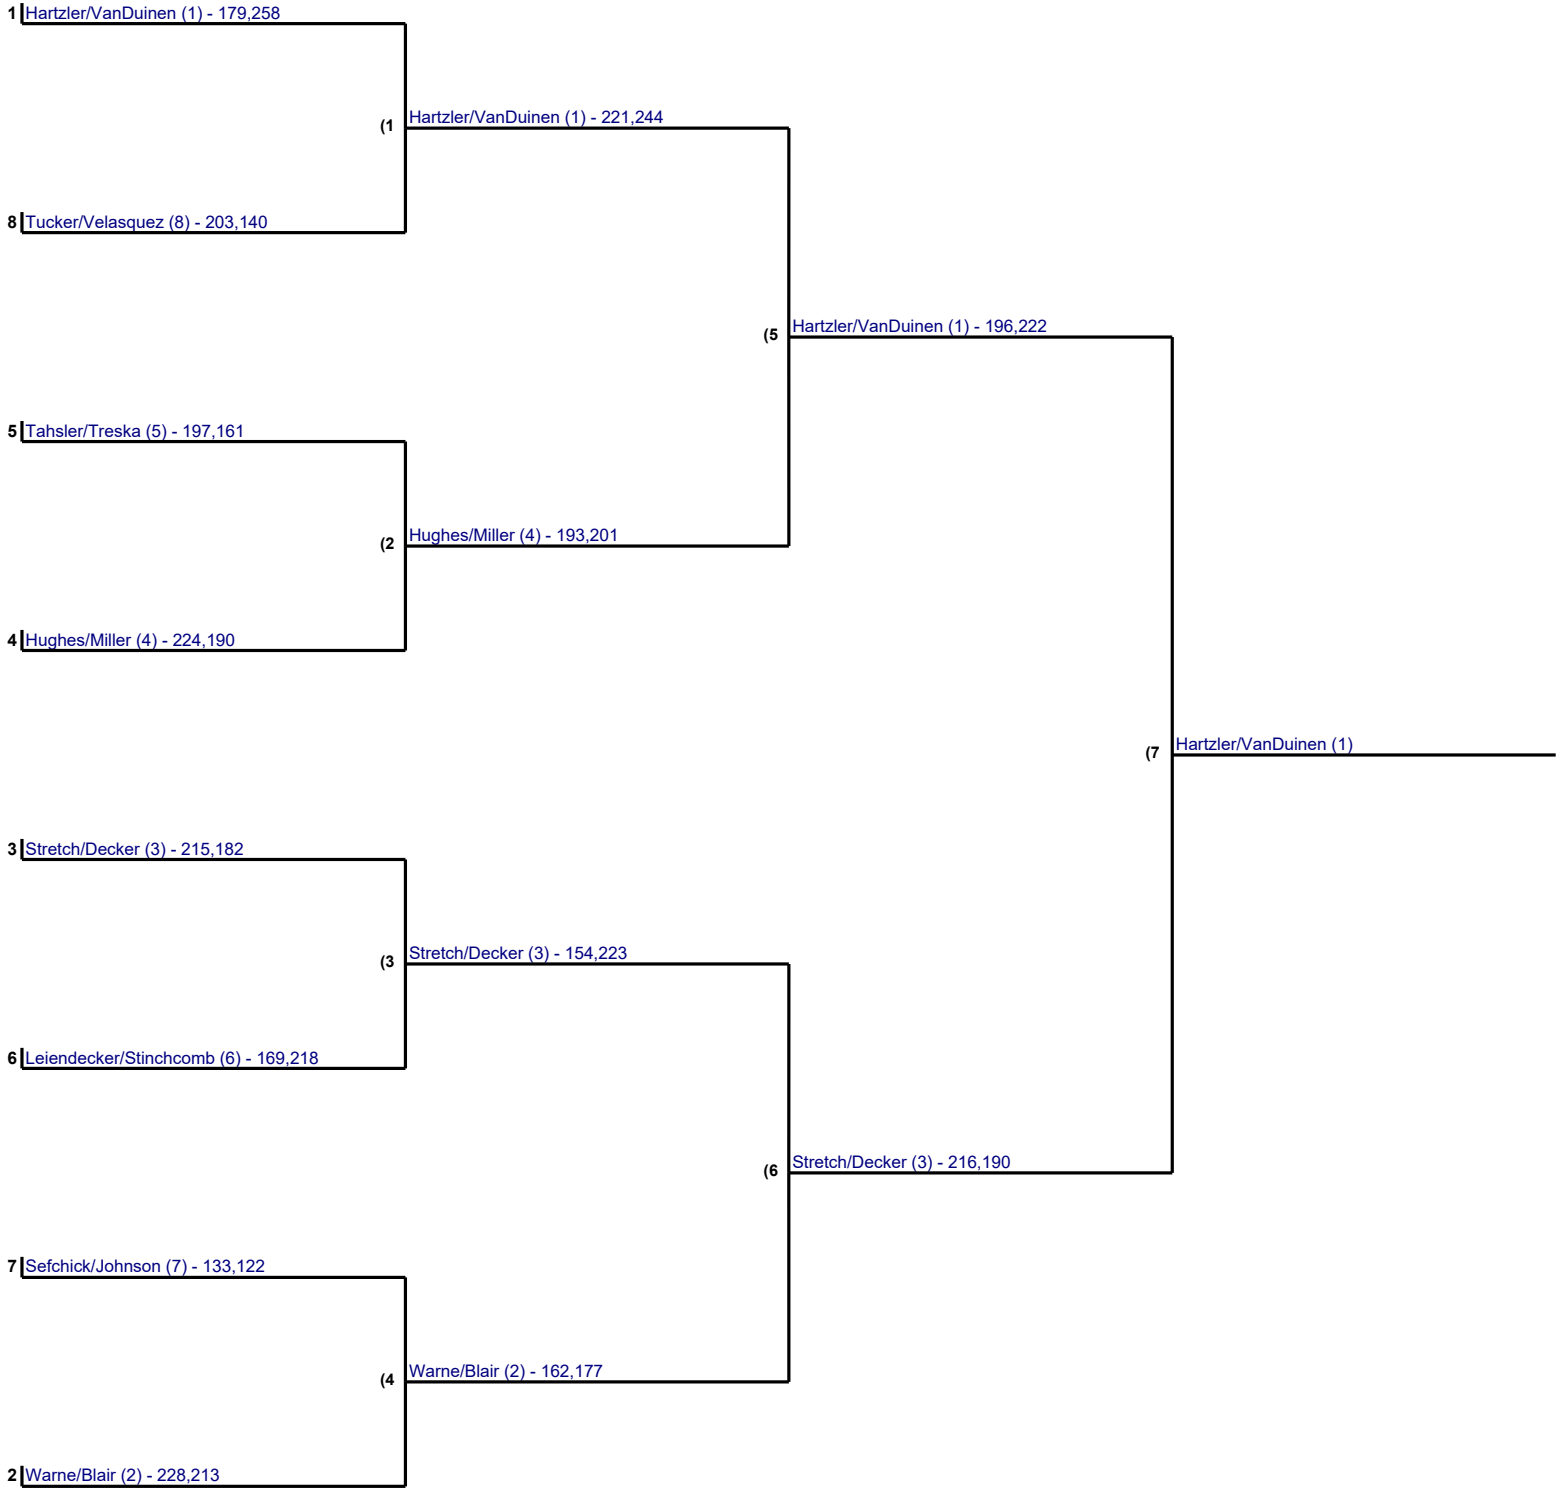 1 Hartzler/VanDuinen (1) - 179,258
(1 Hartzler/VanDuinen (1) - 221,244
8 Tucker/Velasquez (8) - 203,140
(5 Hartzler/VanDuinen (1) - 196,222
5 Tahsler/Treska (5) - 197,161
(2 Hughes/Miller (4) - 193,201
4 Hughes/Miller (4) - 224,190
(7 Hartzler/VanDuinen (1)
3 Stretch/Decker (3) - 215,182
(3 Stretch/Decker (3) - 154,223
6 Leiendecker/Stinchcomb (6) - 169,218
(6 Stretch/Decker (3) - 216,190
7 Sefchick/Johnson (7) - 133,122
(4 Warne/Blair (2) - 162,177
2 Warne/Blair (2) - 228,213